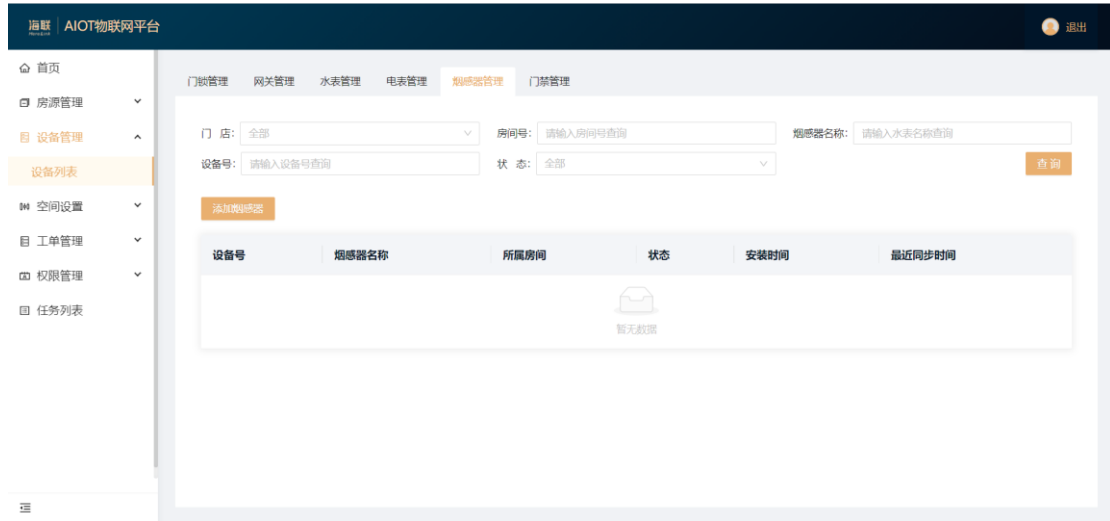 海联 AIOT物联网平台 退出
首页
房源管理
设备管理
设备列表
空间设置
工单管理
权限管理
任务列表
门锁管理 网关管理 水表管理 电表管理 烟感器管理 门禁管理
门 店： 全部 房间号： 请输入房间号查询 烟感器名称： 请输入水表名称查询
设备号： 请输入设备号查询 状 态： 全部 查 询
添加烟感器
设备号 烟感器名称 所属房间 状态 安装时间 最近同步时间
暂无数据